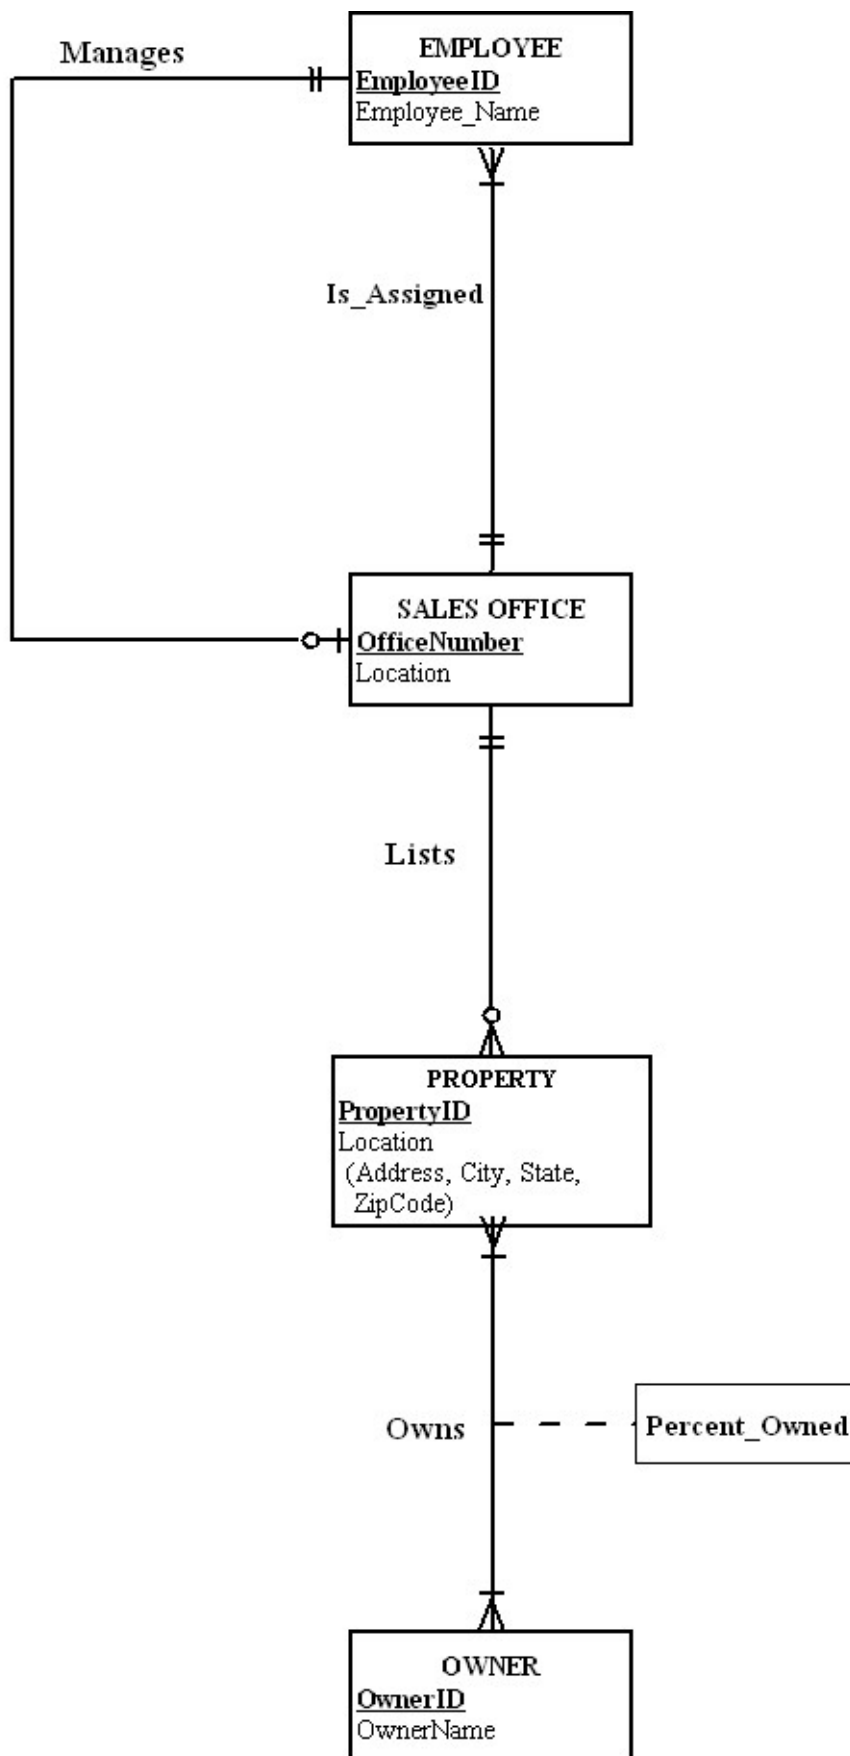 Manages
EMPLOYEE
EmployeeID
Employee_Name
Is_Assigned
SALES OFFICE
OfficeNumber
Location
Lists
PROPERTY
PropertyID
Location
(Address, City, State,
ZipCode)
Owns
Percent_Owned
OWNER
OwnerID
OwnerName